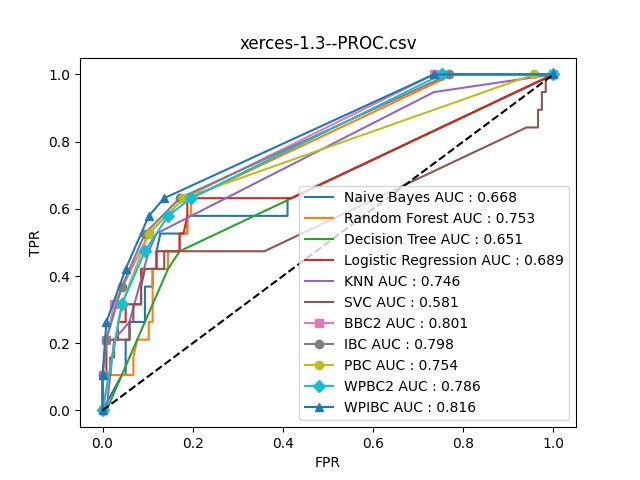 xerces-1.3--PROC.csv
1.0
0.8
0.6
0.4
0.2
0.0
TPR
Naive Bayes AUC : 0.668
Random Forest AUC : 0.753
Decision Tree AUC : 0.651
Logistic Regression AUC : 0.689
KNN AUC : 0.746
SVC AUC : 0.581
BBC2 AUC : 0.801
IBC AUC : 0.798
PBC AUC : 0.754
WPBC2 AUC : 0.786
WPIBC AUC : 0.816
0.0 0.2 0.4 0.6 0.8 1.0
FPR